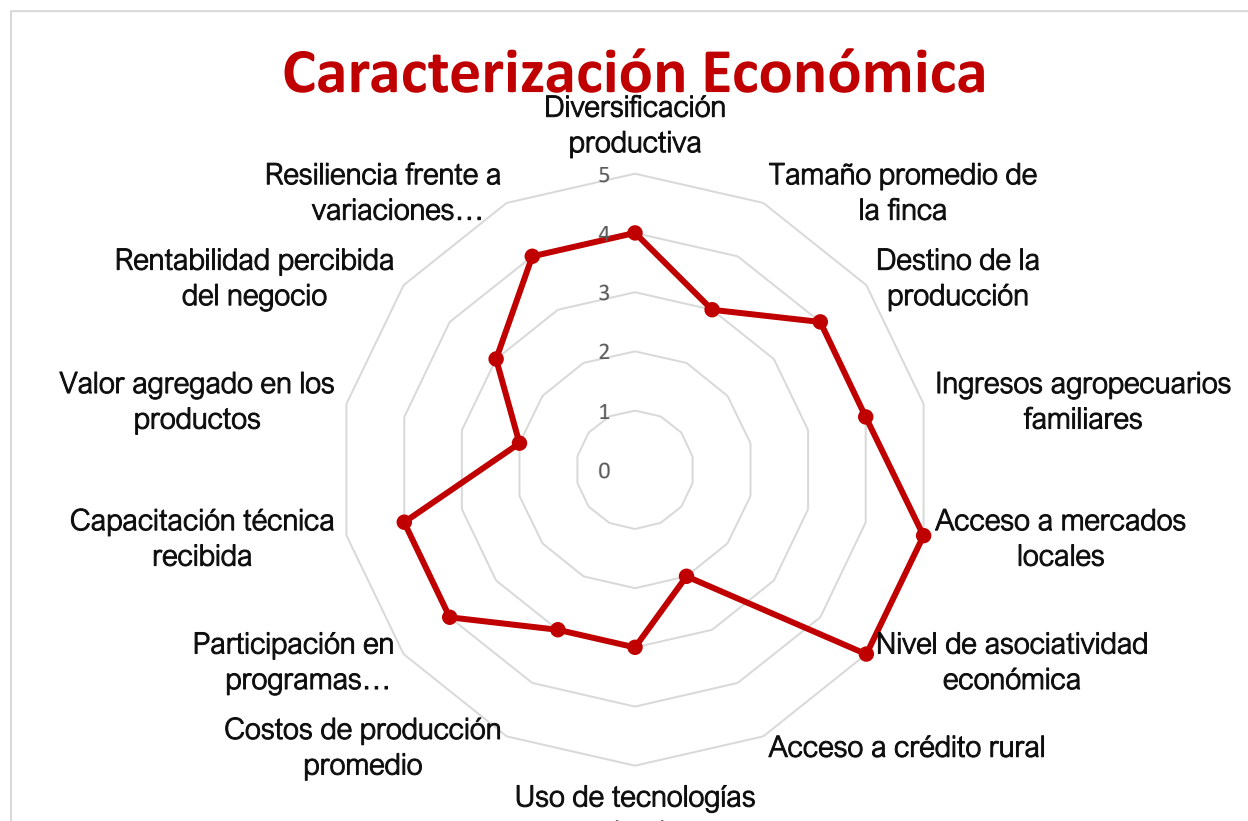 Caracterización Económica
Diversificación
productiva
Resiliencia frente a
variaciones…
Tamaño promedio de
la finca
Rentabilidad percibida
del negocio
Destino de la
producción
Valor agregado en los
productos
Ingresos agropecuarios
familiares
Capacitación técnica
recibida
Acceso a mercados
locales
Participación en
programas…
Nivel de asociatividad
económica
Costos de producción
promedio
Acceso a crédito rural
Uso de tecnologías
5
4
3
2
1
0